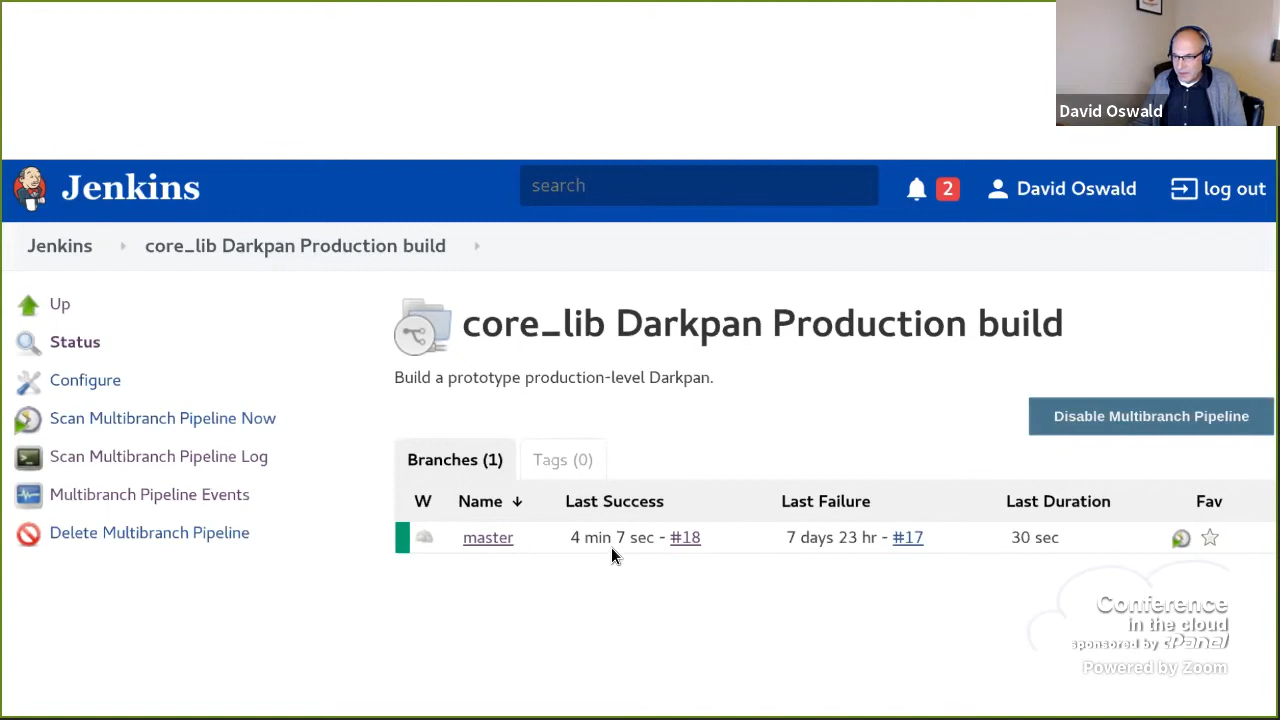 David Oswald
Jenkins
search
2
David Oswald
log out
Jenkins
core_lib Darkpan Production build
Up
Status
Configure
Scan Multibranch Pipeline Now
Scan Multibranch Pipeline Log
Multibranch Pipeline Events
Delete Multibranch Pipeline
core_lib Darkpan Production build
Build a prototype production-level Darkpan.
Disable Multibranch Pipeline
Branches (1)
Tags (0)
W Name ↓ Last Success Last Failure Last Duration Fav
master 4 min 7 sec - #18 7 days 23 hr - #17 30 sec
Conference
in the cloud
sponsored by cPanel
Powered by Zoom